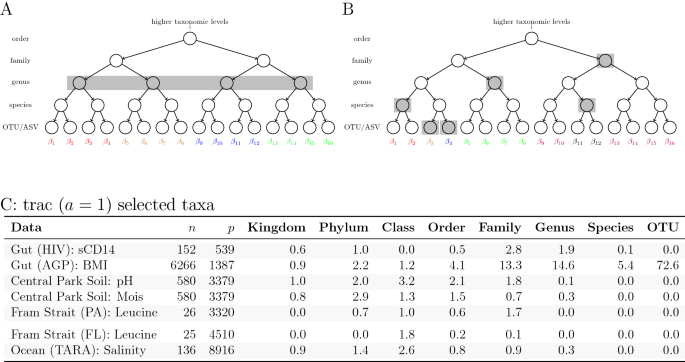 A
higher taxonomic levels
order
family
genus
species
OTU/ASV
β1 β2 β3 β4 β5 β6 β7 β8 β9 β10 β11 β12 β13 β14 β15 β16
B
higher taxonomic levels
order
family
genus
species
OTU/ASV
β1 β2 β3 β4 β5 β6 β7 β8 β9 β10 β11 β12 β13 β14 β15 β16
C: trac (a = 1) selected taxa
Data n p Kingdom Phylum Class Order Family Genus Species OTU
Gut (HIV): sCD14 152 539 0.6 1.0 0.0 0.5 2.8 1.9 0.1 0.0
Gut (AGP): BMI 6266 1387 0.9 2.2 1.2 4.1 13.3 14.6 5.4 72.6
Central Park Soil: pH 580 3379 1.0 2.0 3.2 2.1 1.8 0.1 0.0 0.0
Central Park Soil: Mois 580 3379 0.8 2.9 1.3 1.5 0.7 0.3 0.0 0.0
Fram Strait (PA): Leucine 26 3320 0.0 0.7 1.0 0.6 1.7 0.0 0.0 0.0
Fram Strait (FL): Leucine 25 4510 0.0 0.0 1.8 0.2 0.1 0.0 0.0 0.0
Ocean (TARA): Salinity 136 8916 0.9 1.4 2.6 0.8 0.9 0.3 0.0 0.0